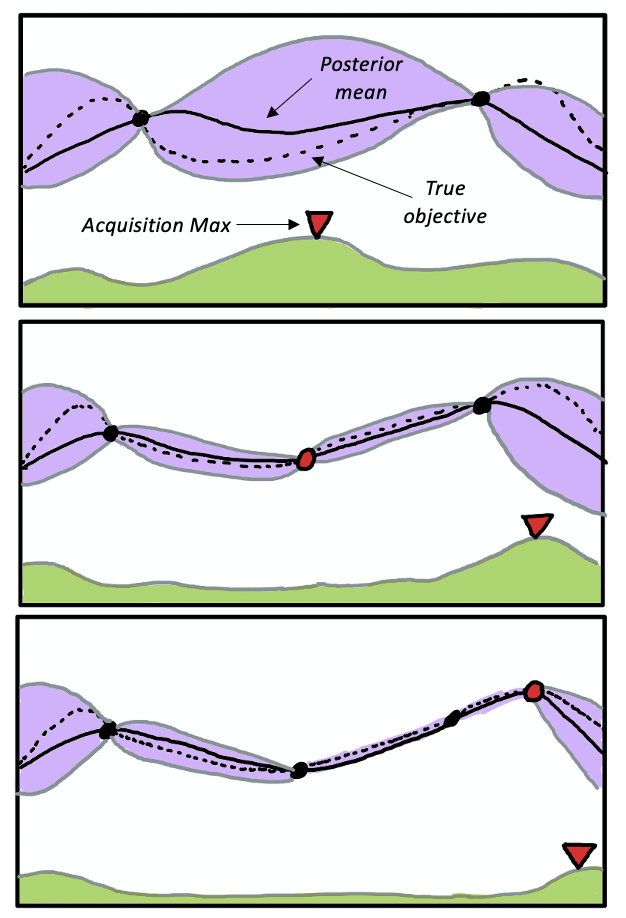 Posterior
mean
True
objective
Acquisition Max